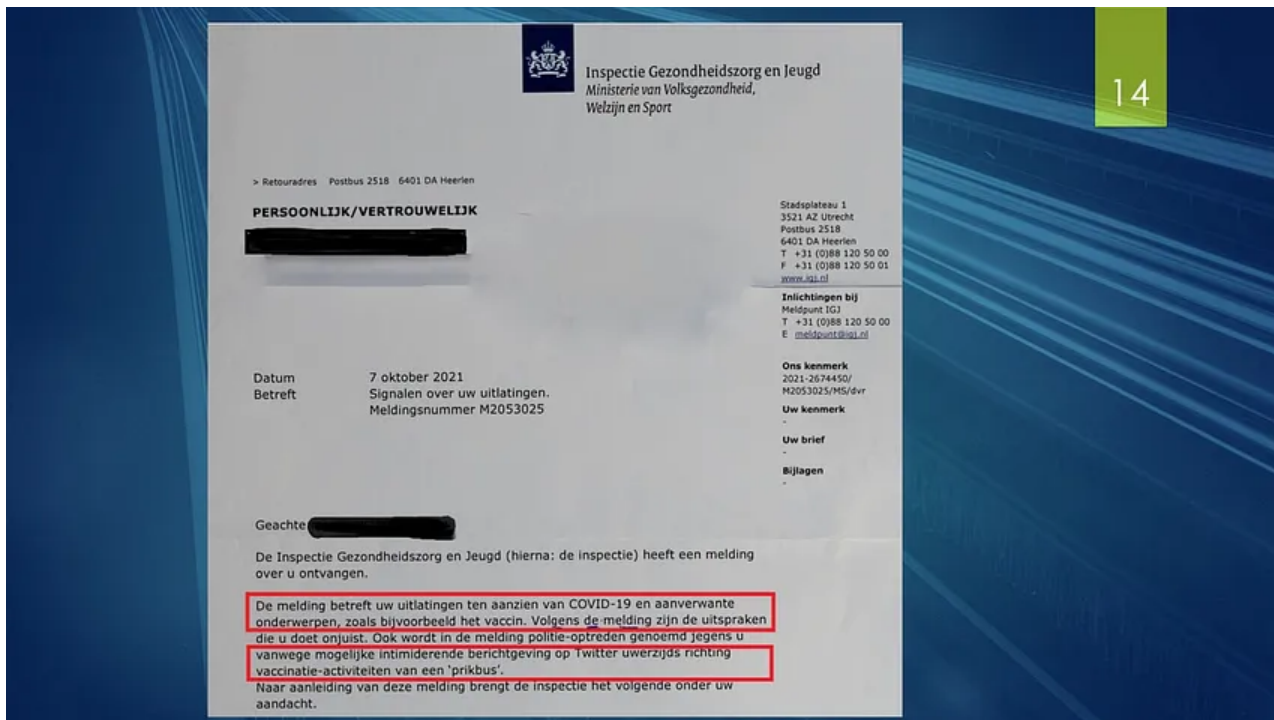 14
Inspectie Gezondheidszorg en Jeugd
Ministerie van Volksgezondheid,
Welzijn en Sport
> Retouradres Postbus 2518 6401 DA Heerlen
PERSOONLIJK/VERTROUWELIJK
Stadsplateau 1
3521 AZ Utrecht
Postbus 2518
6401 DA Heerlen
T +31 (0)88 120 50 00
F +31 (0)88 120 50 01
www.igj.nl
Inlichtingen bij
Meldpunt IGJ
T +31 (0)88 120 50 00
E meldpunt@igj.nl
Ons kenmerk
2021-2674450/
M2053025/MS/dvr
Uw kenmerk
-
Uw brief
-
Bijlagen
-
Datum 7 oktober 2021
Betreft Signalen over uw uitlatingen.
Meldingsnummer M2053025
Geachte
De Inspectie Gezondheidszorg en Jeugd (hierna: de inspectie) heeft een melding
over u ontvangen.
De melding betreft uw uitlatingen ten aanzien van COVID-19 en aanverwante
onderwerpen, zoals bijvoorbeeld het vaccin. Volgens de melding zijn de uitspraken
die u doet onjuist. Ook wordt in de melding politie-optreden genoemd jegens u
vanwege mogelijke intimiderende berichtgeving op Twitter uwerzijds richting
vaccinatie-activiteiten van een 'prikbus'.
Naar aanleiding van deze melding brengt de inspectie het volgende onder uw
aandacht.